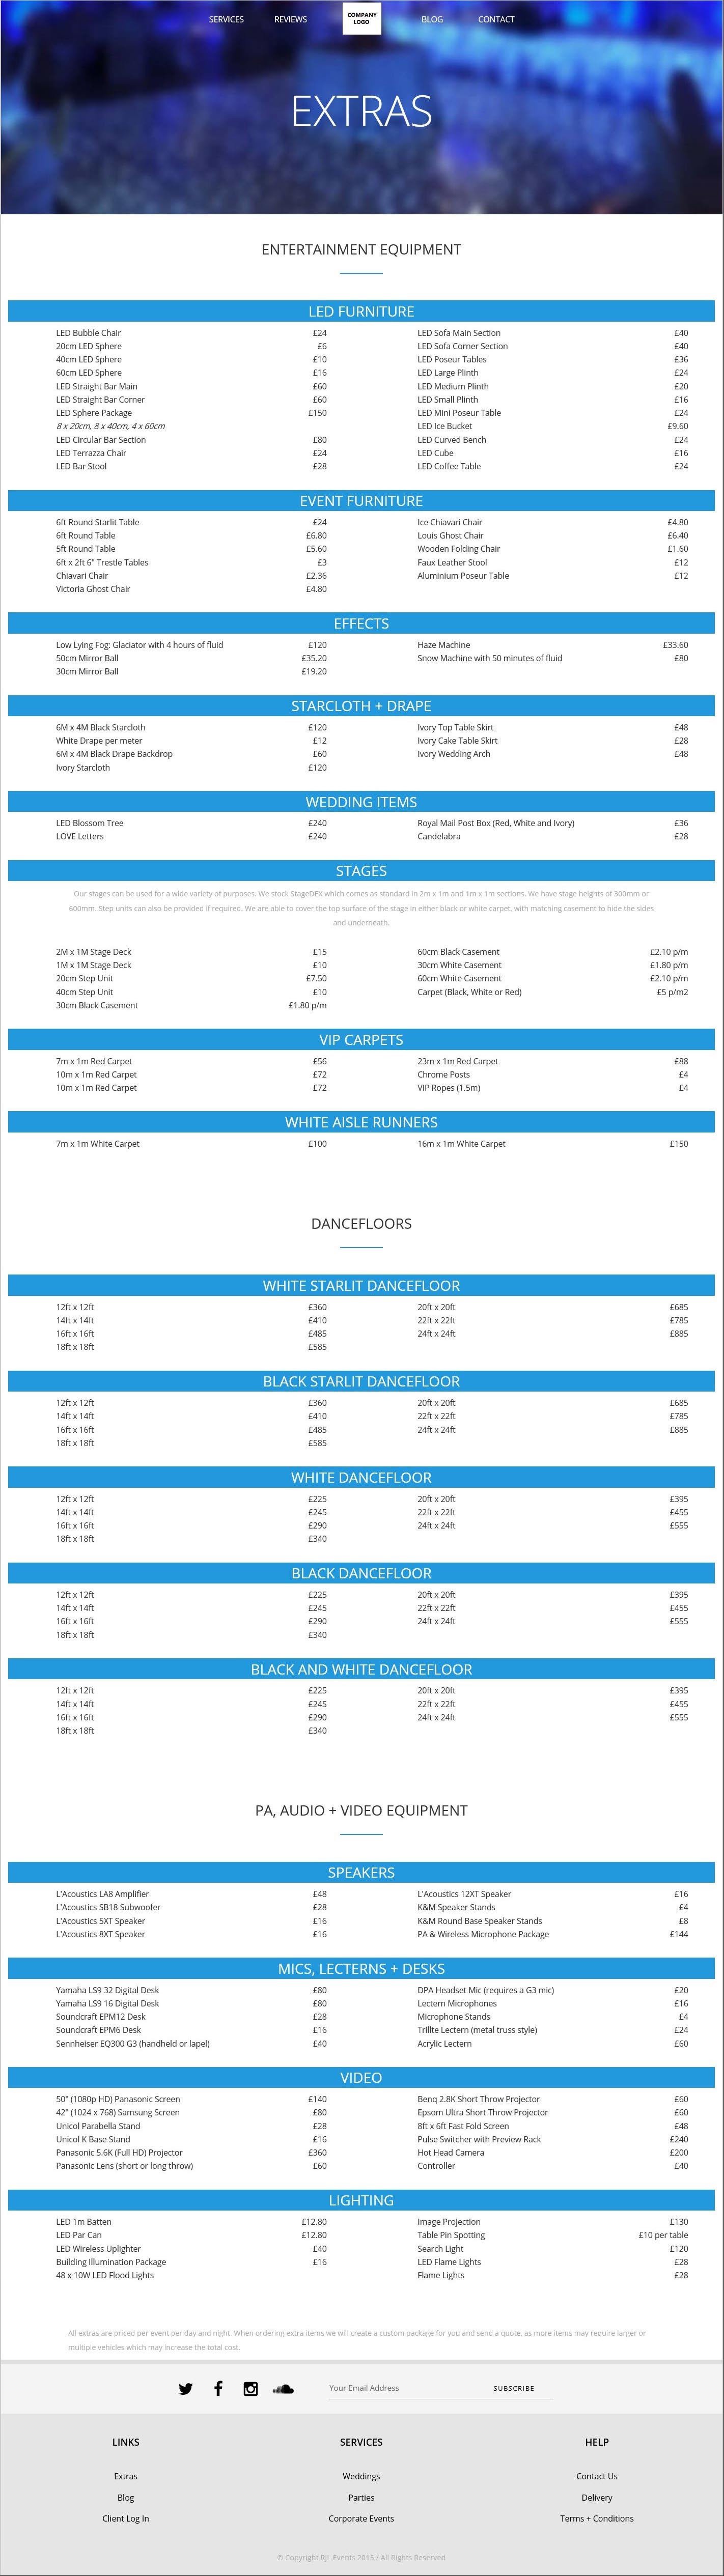 SERVICES
REVIEWS
COMPANY
LOGO
BLOG
CONTACT
EXTRAS
ENTERTAINMENT EQUIPMENT
LED FURNITURE
LED Bubble Chair £24
20cm LED Sphere £6
40cm LED Sphere £10
60cm LED Sphere £16
LED Straight Bar Main £60
LED Straight Bar Corner £60
LED Sphere Package £150
8 x 20cm, 8 x 40cm, 4 x 60cm
LED Circular Bar Section £80
LED Terrazza Chair £24
LED Bar Stool £28
LED Sofa Main Section £40
LED Sofa Corner Section £40
LED Poseur Tables £36
LED Large Plinth £24
LED Medium Plinth £20
LED Small Plinth £16
LED Mini Poseur Table £24
LED Ice Bucket £9.60
LED Curved Bench £24
LED Cube £16
LED Coffee Table £24
EVENT FURNITURE
6ft Round Starlit Table £24
6ft Round Table £6.80
5ft Round Table £5.60
6ft x 2ft 6" Trestle Tables £3
Chiavari Chair £2.36
Victoria Ghost Chair £4.80
Ice Chiavari Chair £4.80
Louis Ghost Chair £6.40
Wooden Folding Chair £1.60
Faux Leather Stool £12
Aluminium Poseur Table £12
EFFECTS
Low Lying Fog: Glaciator with 4 hours of fluid £120
50cm Mirror Ball £35.20
30cm Mirror Ball £19.20
Haze Machine £33.60
Snow Machine with 50 minutes of fluid £80
STARCLOTH + DRAPE
6M x 4M Black Starcloth £120
White Drape per meter £12
6M x 4M Black Drape Backdrop £60
Ivory Starcloth £120
Ivory Top Table Skirt £48
Ivory Cake Table Skirt £28
Ivory Wedding Arch £48
WEDDING ITEMS
LED Blossom Tree £240
LOVE Letters £240
Royal Mail Post Box (Red, White and Ivory) £36
Candelabra £28
STAGES
Our stages can be used for a wide variety of purposes. We stock StageDEX which comes as standard in 2m x 1m and 1m x 1m sections. We have stage heights of 300mm or
600mm. Step units can also be provided if required. We are able to cover the top surface of the stage in either black or white carpet, with matching casement to hide the sides
and underneath.
2M x 1M Stage Deck £15
1M x 1M Stage Deck £10
20cm Step Unit £7.50
40cm Step Unit £10
30cm Black Casement £1.80 p/m
60cm Black Casement £2.10 p/m
30cm White Casement £1.80 p/m
60cm White Casement £2.10 p/m
Carpet (Black, White or Red) £5 p/m2
VIP CARPETS
7m x 1m Red Carpet £56
10m x 1m Red Carpet £72
10m x 1m Red Carpet £72
23m x 1m Red Carpet £88
Chrome Posts £4
VIP Ropes (1.5m) £4
WHITE AISLE RUNNERS
7m x 1m White Carpet £100
16m x 1m White Carpet £150
DANCEFLOORS
WHITE STARLIT DANCEFLOOR
12ft x 12ft £360
14ft x 14ft £410
16ft x 16ft £485
18ft x 18ft £585
20ft x 20ft £685
22ft x 22ft £785
24ft x 24ft £885
BLACK STARLIT DANCEFLOOR
12ft x 12ft £360
14ft x 14ft £410
16ft x 16ft £485
18ft x 18ft £585
20ft x 20ft £685
22ft x 22ft £785
24ft x 24ft £885
WHITE DANCEFLOOR
12ft x 12ft £225
14ft x 14ft £245
16ft x 16ft £290
18ft x 18ft £340
20ft x 20ft £395
22ft x 22ft £455
24ft x 24ft £555
BLACK DANCEFLOOR
12ft x 12ft £225
14ft x 14ft £245
16ft x 16ft £290
18ft x 18ft £340
20ft x 20ft £395
22ft x 22ft £455
24ft x 24ft £555
BLACK AND WHITE DANCEFLOOR
12ft x 12ft £225
14ft x 14ft £245
16ft x 16ft £290
18ft x 18ft £340
20ft x 20ft £395
22ft x 22ft £455
24ft x 24ft £555
PA, AUDIO + VIDEO EQUIPMENT
SPEAKERS
L'Acoustics LA8 Amplifier £48
L'Acoustics SB18 Subwoofer £28
L'Acoustics 5XT Speaker £16
L'Acoustics 8XT Speaker £16
L'Acoustics 12XT Speaker £16
K&M Speaker Stands £4
K&M Round Base Speaker Stands £8
PA & Wireless Microphone Package £144
MICS, LECTERNS + DESKS
Yamaha LS9 32 Digital Desk £80
Yamaha LS9 16 Digital Desk £80
Soundcraft EPM12 Desk £28
Soundcraft EPM6 Desk £16
Sennheiser EQ300 G3 (handheld or lapel) £40
DPA Headset Mic (requires a G3 mic) £20
Lectern Microphones £16
Microphone Stands £4
Trillte Lectern (metal truss style) £24
Acrylic Lectern £60
VIDEO
50" (1080p HD) Panasonic Screen £140
42" (1024 x 768) Samsung Screen £80
Unicol Parabella Stand £28
Unicol K Base Stand £16
Panasonic 5.6K (Full HD) Projector £360
Panasonic Lens (short or long throw) £60
Benq 2.8K Short Throw Projector £60
Epsom Ultra Short Throw Projector £60
8ft x 6ft Fast Fold Screen £48
Pulse Switcher with Preview Rack £240
Hot Head Camera £200
Controller £40
LIGHTING
LED 1m Batten £12.80
LED Par Can £12.80
LED Wireless Uplighter £40
Building Illumination Package £16
48 x 10W LED Flood Lights
Image Projection £130
Table Pin Spotting £10 per table
Search Light £120
LED Flame Lights £28
Flame Lights £28
All extras are priced per event per day and night. When ordering extra items we will create a custom package for you and send a quote, as more items may require larger or
multiple vehicles which may increase the total cost.
Your Email Address
SUBSCRIBE
LINKS
Extras
Blog
Client Log In
SERVICES
Weddings
Parties
Corporate Events
HELP
Contact Us
Delivery
Terms + Conditions
© Copyright RJL Events 2015 / All Rights Reserved